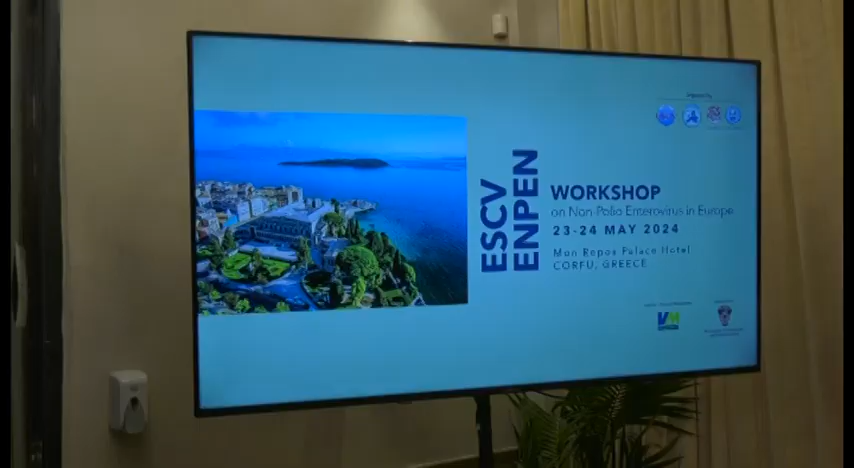 ESCV
ENPEN
WORKSHOP
on Non-Polio Enterovirus in Europe
23-24 MAY 2024
Mon Repos Palace Hotel
CORFU, GREECE